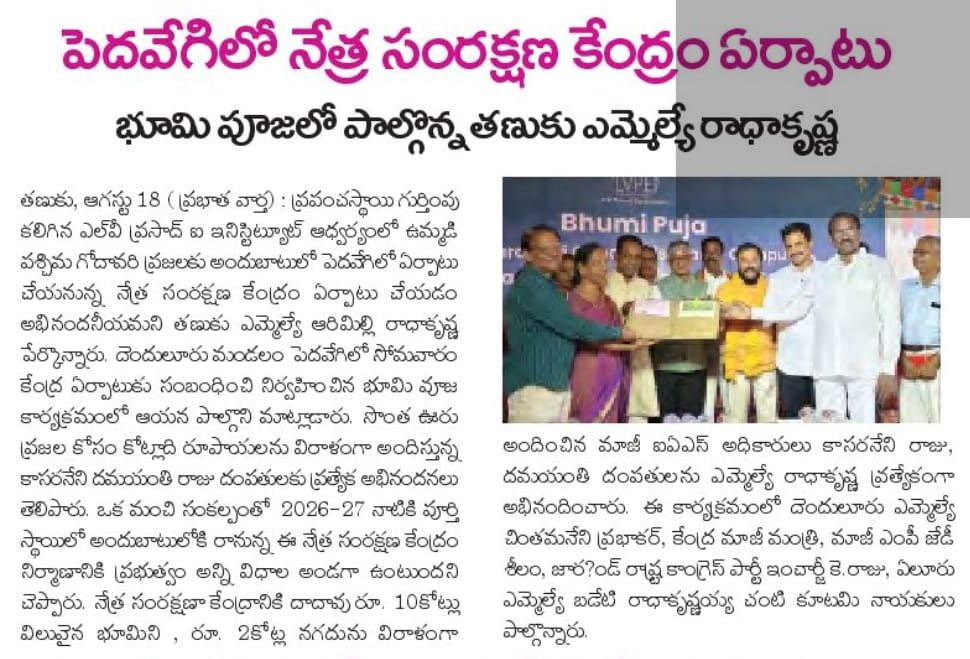 పెదవేగిలో నేత్ర సంరక్షణ కేంద్రం ఏర్పాటు
భూమి పూజలో పాల్గొన్న తణుకు ఎమ్మెల్యే రాధాకృష్ణ
తణుకు, ఆగస్టు 18 ( ప్రభాత వార్త) : ప్రపంచస్థాయి గుర్తింపు
కలిగిన ఎల్‌వీ ప్రసాద్ ఐ ఇనిస్టిట్యూట్ ఆధ్వర్యంలో ఉమ్మడి
పశ్చిమ గోదావరి ప్రజలకు అందుబాటులో పెదవేగిలో ఏర్పాటు
చేయనున్న నేత్ర సంరక్షణ కేంద్రం ఏర్పాటు చేయడం
అభినందనీయమని తణుకు ఎమ్మెల్యే ఆరిమిల్లి రాధాకృష్ణ
పేర్కొన్నారు. దెందులూరు మండలం పెదవేగిలో సోమవారం
కేంద్ర ఏర్పాటుకు సంబంధించి నిర్వహించిన భూమి పూజ
కార్యక్రమంలో ఆయన పాల్గొని మాట్లాడారు. సొంత ఊరు
ప్రజల కోసం కోట్లాది రూపాయలను విరాళంగా అందిస్తున్న
కాసరనేని దమయంతి రాజు దంపతులకు ప్రత్యేక అభినందనలు
తెలిపారు. ఒక మంచి సంకల్పంతో 2026-27 నాటికి పూర్తి
స్థాయిలో అందుబాటులోకి రానున్న ఈ నేత్ర సంరక్షణ కేంద్రం
నిర్మాణానికి ప్రభుత్వం అన్ని విధాల అండగా ఉంటుందని
చెప్పారు. నేత్ర సంరక్షణా కేంద్రానికి దాదాపు రూ. 10కోట్లు
విలువైన భూమిని , రూ. 2కోట్ల నగదును విరాళంగా
LVPEI
Bhumi Puja
అందించిన మాజీ ఐఏఎస్ అధికారులు కాసరనేని రాజు,
దమయంతి దంపతులను ఎమ్మెల్యే రాధాకృష్ణ ప్రత్యేకంగా
అభినందించారు. ఈ కార్యక్రమంలో దెందులూరు ఎమ్మెల్యే
చింతమనేని ప్రభాకర్, కేంద్ర మాజీ మంత్రి, మాజీ ఎంపీ జేడీ
శీలం, జార?ండ్ రాష్ట్ర కాంగ్రెస్ పార్టీ ఇంచార్జీ కె.రాజు, ఏలూరు
ఎమ్మెల్యే బడేటి రాధాకృష్ణయ్య చంటి కూటమి నాయకులు
పాల్గొన్నారు.